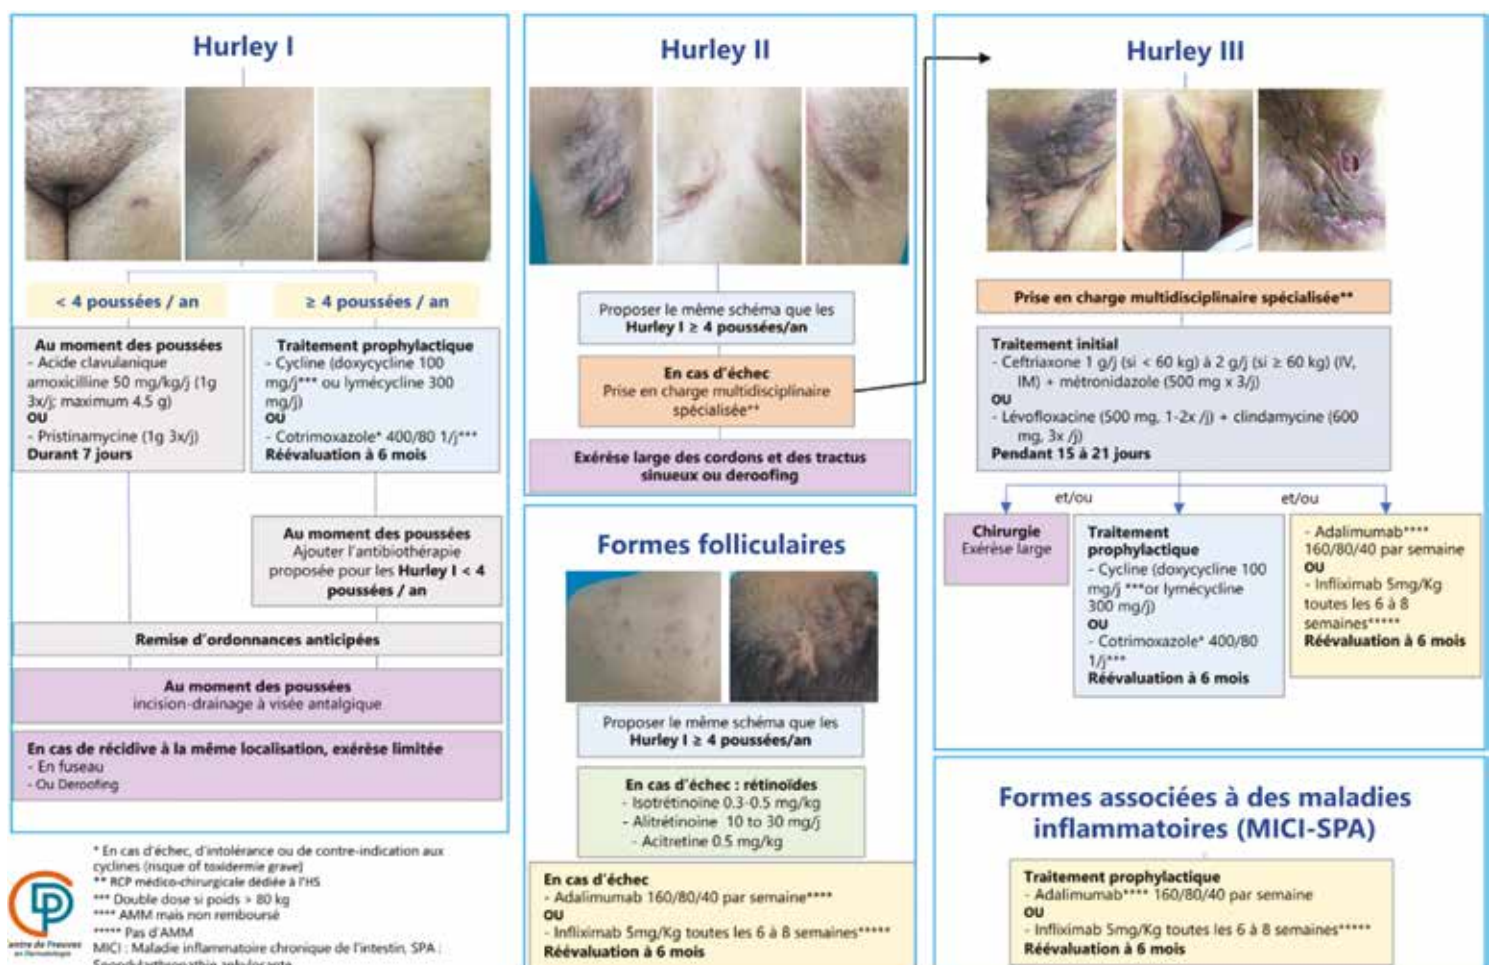 Hurley I
< 4 poussées / an
≥ 4 poussées / an
Au moment des poussées
- Acide clavulanique
amoxicilline 50 mg/kg/j (1g
3x/j; maximum 4.5 g)
OU
- Pristinamycine (1g 3x/j)
Durant 7 jours
Traitement prophylactique
- Cycline (doxycycline 100
mg/j*** ou lymécycline 300
mg/j)
OU
- Cotrimoxazole* 400/80 1/j***
Réévaluation à 6 mois
Au moment des poussées
Ajouter l'antibiothérapie
proposée pour les Hurley I < 4
poussées / an
Remise d'ordonnances anticipées
Au moment des poussées
incision-drainage à visée antalgique
En cas de récidive à la même localisation, exérèse limitée
- En fuseau
- Ou Deroofing
* En cas d'échec, d'intolérance ou de contre-indication aux
cyclines (risque of toxidermie grave)
** RCP médico-chirurgicale dédiée à l'HS
*** Double dose si poids > 80 kg
**** AMM mais non remboursé
***** Pas d'AMM
MICI : Maladie inflammatoire chronique de l'intestin, SPA :
Spondylarthropathie ankylosante
Centre de Preuves
en Dermatologie
Hurley II
Proposer le même schéma que les
Hurley I ≥ 4 poussées/an
En cas d'échec
Prise en charge multidisciplinaire
spécialisée**
Exérèse large des cordons et des tractus
sinueux ou deroofing
Formes folliculaires
Proposer le même schéma que les
Hurley I ≥ 4 poussées/an
En cas d'échec : rétinoïdes
- Isotrétinoïne 0.3-0.5 mg/kg
- Alitrétinoïne 10 to 30 mg/j
- Acitretine 0.5 mg/kg
En cas d'échec
- Adalimumab 160/80/40 par semaine****
OU
- Infliximab 5mg/Kg toutes les 6 à 8 semaines*****
Réévaluation à 6 mois
Hurley III
Prise en charge multidisciplinaire spécialisée**
Traitement initial
- Ceftriaxone 1 g/j (si < 60 kg) à 2 g/j (si ≥ 60 kg) (IV,
IM) + métronidazole (500 mg x 3/j)
OU
- Lévofloxacine (500 mg, 1-2x /j) + clindamycine (600
mg, 3x /j)
Pendant 15 à 21 jours
et/ou
et/ou
Chirurgie
Exérèse large
Traitement
prophylactique
- Cycline (doxycycline 100
mg/j ***or lymécycline
300 mg/j)
OU
- Cotrimoxazole* 400/80
1/j***
Réévaluation à 6 mois
- Adalimumab****
160/80/40 par semaine
OU
- Infliximab 5mg/Kg
toutes les 6 à 8
semaines*****
Réévaluation à 6 mois
Formes associées à des maladies
inflammatoires (MICI-SPA)
Traitement prophylactique
- Adalimumab**** 160/80/40 par semaine
OU
- Infliximab 5mg/Kg toutes les 6 à 8 semaines*****
Réévaluation à 6 mois